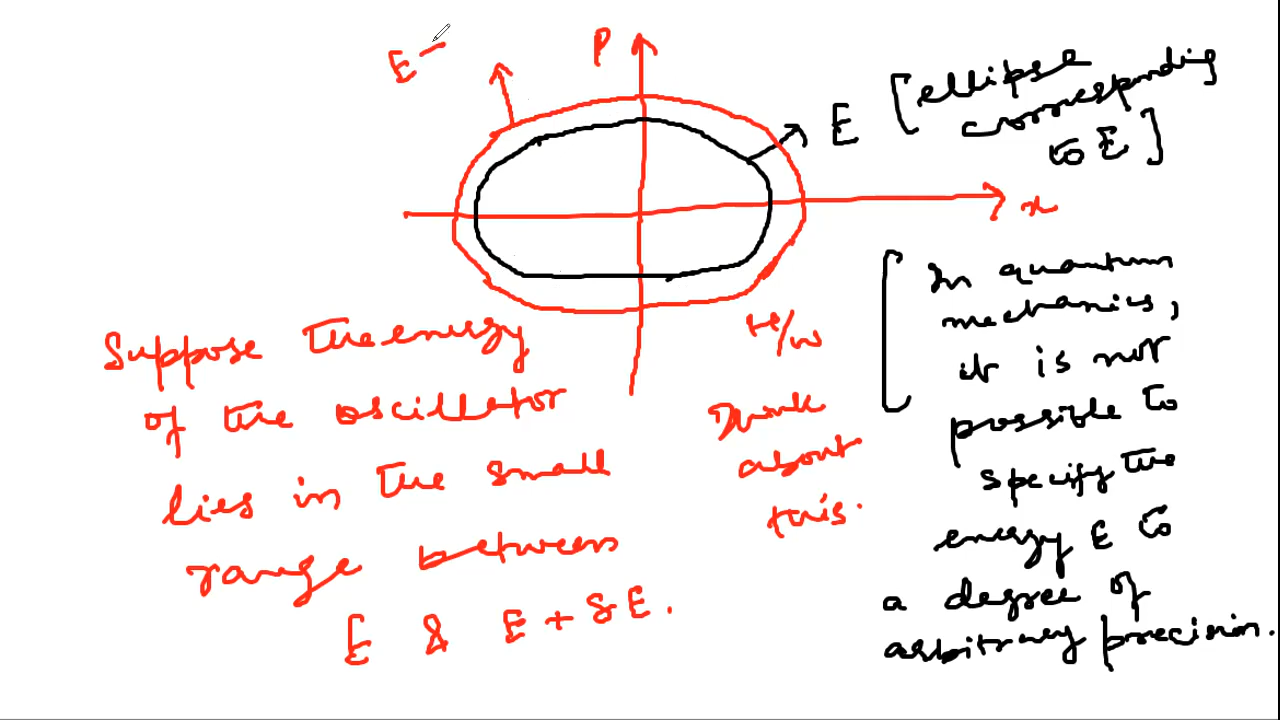 E -
P
E [ellipse
corresponding
to E]
x
Suppose the energy
of the oscillator
lies in the small
range between
E & E + δE.
H/W
Think
about
this.
[In quantum
mechanics,
it is not
possible to
specify the
energy E to
a degree of
arbitrary precision.